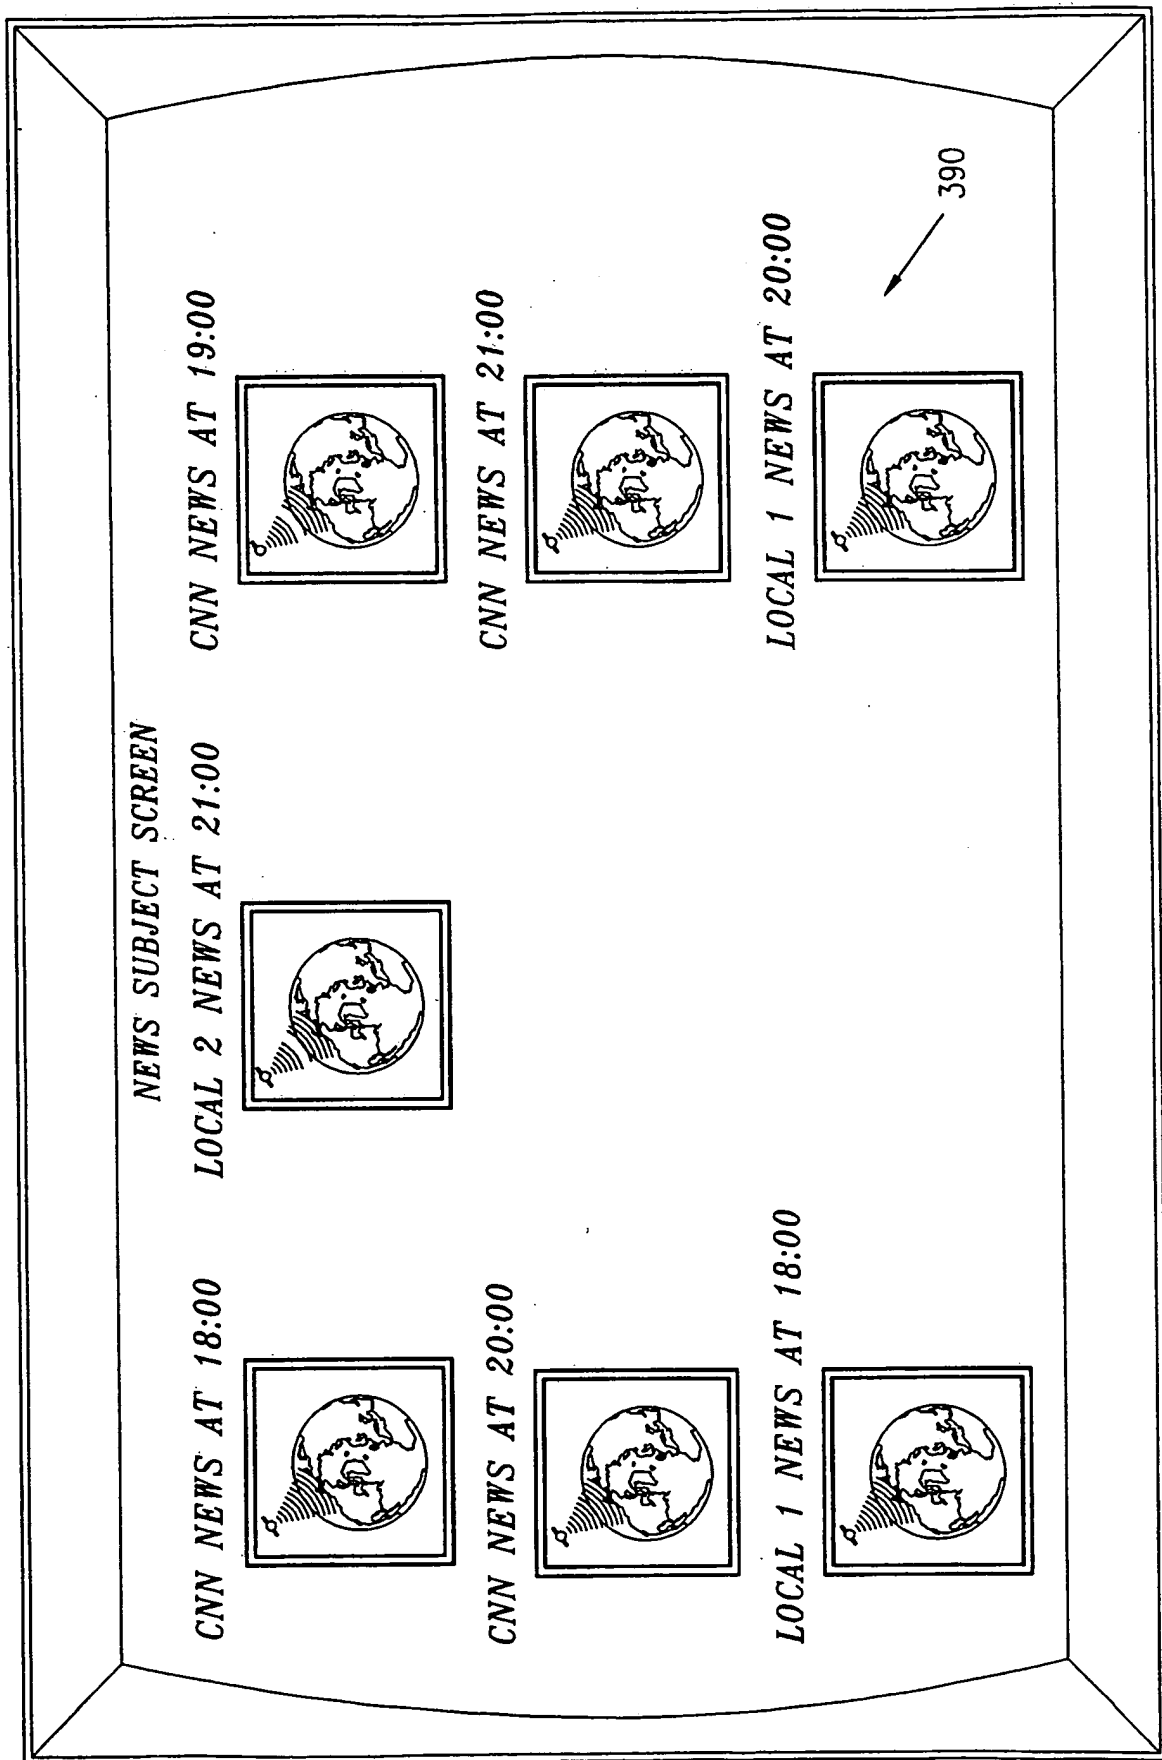 NEWS SUBJECT SCREEN
CNN NEWS AT 18:00
LOCAL 2 NEWS AT 21:00
CNN NEWS AT 19:00
CNN NEWS AT 20:00
CNN NEWS AT 21:00
LOCAL 1 NEWS AT 18:00
LOCAL 1 NEWS AT 20:00
390